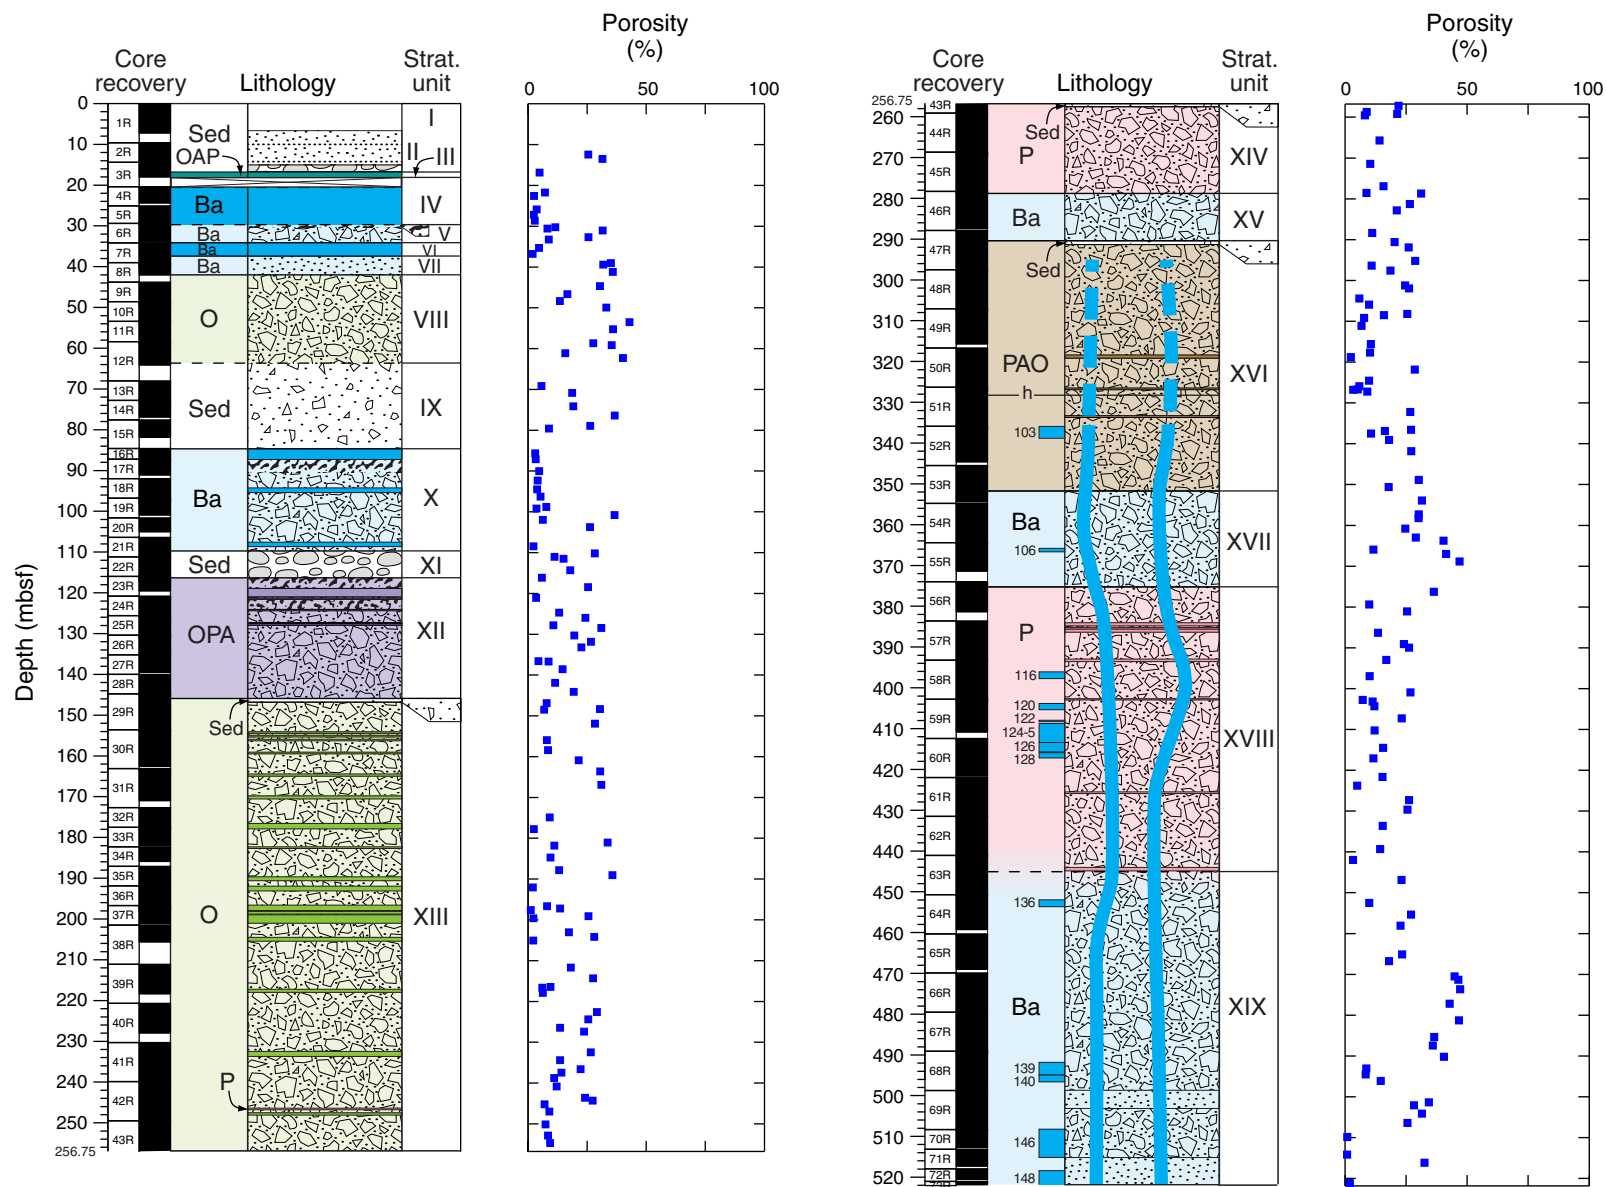 Porosity
(%)
Core
recovery
Lithology
Strat.
unit
0
50
100
Depth (mbsf)
0
10
20
30
40
50
60
70
80
90
100
110
120
130
140
150
160
170
180
190
200
210
220
230
240
250
256.75
1R
2R
3R
4R
5R
6R
7R
8R
9R
10R
11R
12R
13R
14R
15R
16R
17R
18R
19R
20R
21R
22R
23R
24R
25R
26R
27R
28R
29R
30R
31R
32R
33R
34R
35R
36R
37R
38R
39R
40R
41R
42R
43R
Sed
OAP
Ba
Ba
Ba
Ba
O
Sed
Ba
Sed
OPA
Sed
O
P
I
II
III
IV
V
VI
VII
VIII
IX
X
XI
XII
XIII
Porosity
(%)
Core
recovery
Lithology
Strat.
unit
0
50
100
256.75
260
270
280
290
300
310
320
330
340
350
360
370
380
390
400
410
420
430
440
450
460
470
480
490
500
510
520
43R
44R
45R
46R
47R
48R
49R
50R
51R
52R
53R
54R
55R
56R
57R
58R
59R
60R
61R
62R
63R
64R
65R
66R
67R
68R
69R
70R
71R
72R
Sed
P
Ba
Sed
PAO
h
103
Ba
106
P
116
120
122
124-5
126
128
136
Ba
139
140
146
148
XIV
XV
XVI
XVII
XVIII
XIX